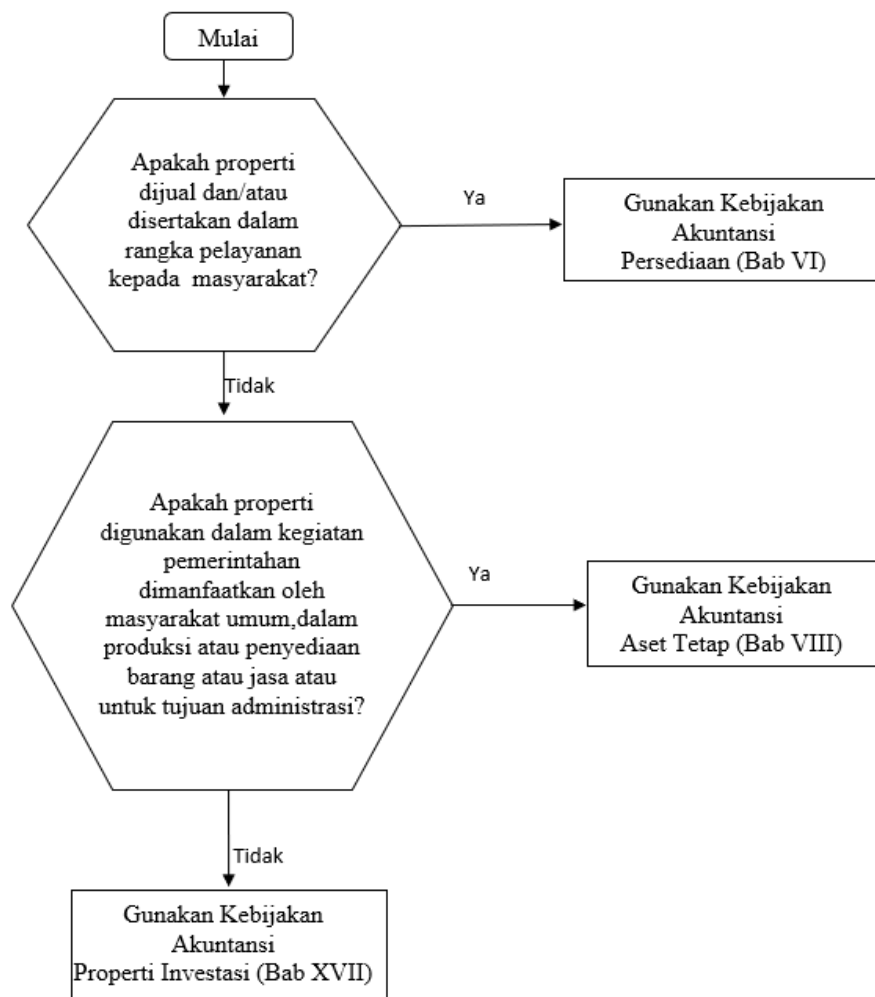 Mulai
Apakah properti
dijual dan/atau
disertakan dalam
rangka pelayanan
kepada masyarakat?
Ya
Gunakan Kebijakan
Akuntansi
Persediaan (Bab VI)
Tidak
Apakah properti
digunakan dalam kegiatan
pemerintahan
dimanfaatkan oleh
masyarakat umum,dalam
produksi atau penyediaan
barang atau jasa atau
untuk tujuan administrasi?
Ya
Gunakan Kebijakan
Akuntansi
Aset Tetap (Bab VIII)
Tidak
Gunakan Kebijakan
Akuntansi
Properti Investasi (Bab XVII)